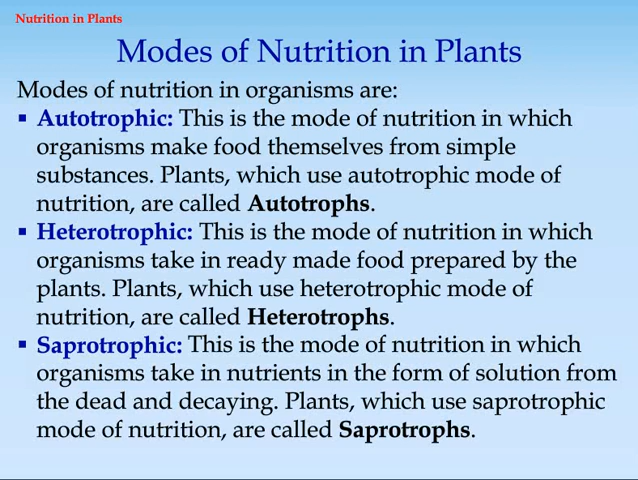 Nutrition in Plants
Modes of Nutrition in Plants
Modes of nutrition in organisms are:
▪ Autotrophic: This is the mode of nutrition in which
organisms make food themselves from simple
substances. Plants, which use autotrophic mode of
nutrition, are called Autotrophs.
▪ Heterotrophic: This is the mode of nutrition in which
organisms take in ready made food prepared by the
plants. Plants, which use heterotrophic mode of
nutrition, are called Heterotrophs.
▪ Saprotrophic: This is the mode of nutrition in which
organisms take in nutrients in the form of solution from
the dead and decaying. Plants, which use saprotrophic
mode of nutrition, are called Saprotrophs.